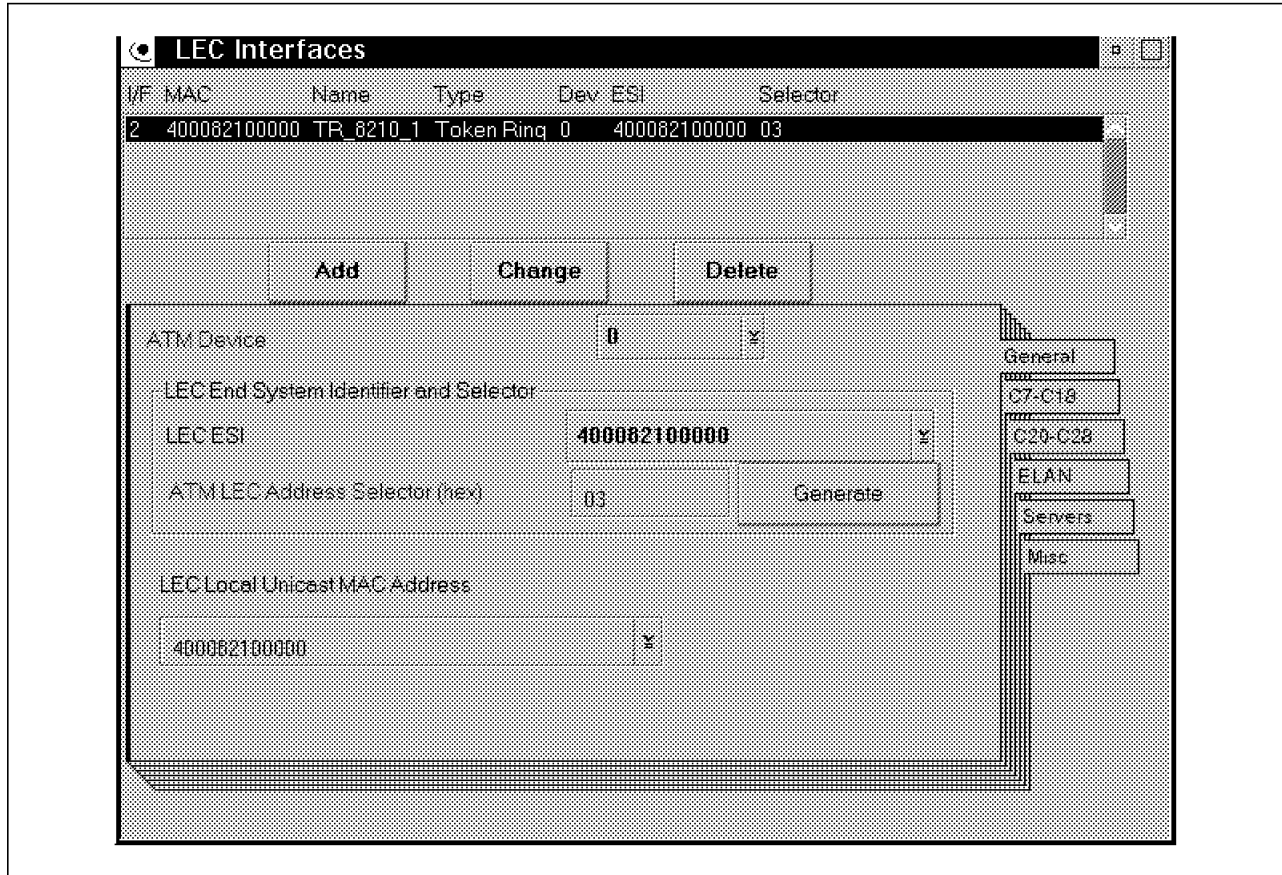 LEC Interfaces
I/F MAC Name Type Dev ESI Selector
2 400082100000 TR_8210_1 Token Ring 0 400082100000 03
Add Change Delete
ATM Device 0
General
LEC End System Identifier and Selector
C7-C18
LEC ESI 400082100000
C20-C28
ELAN
ATM LEC Address Selector (hex) 03 Generate
Servers
Misc
LEC Local Unicast MAC Address
400082100000